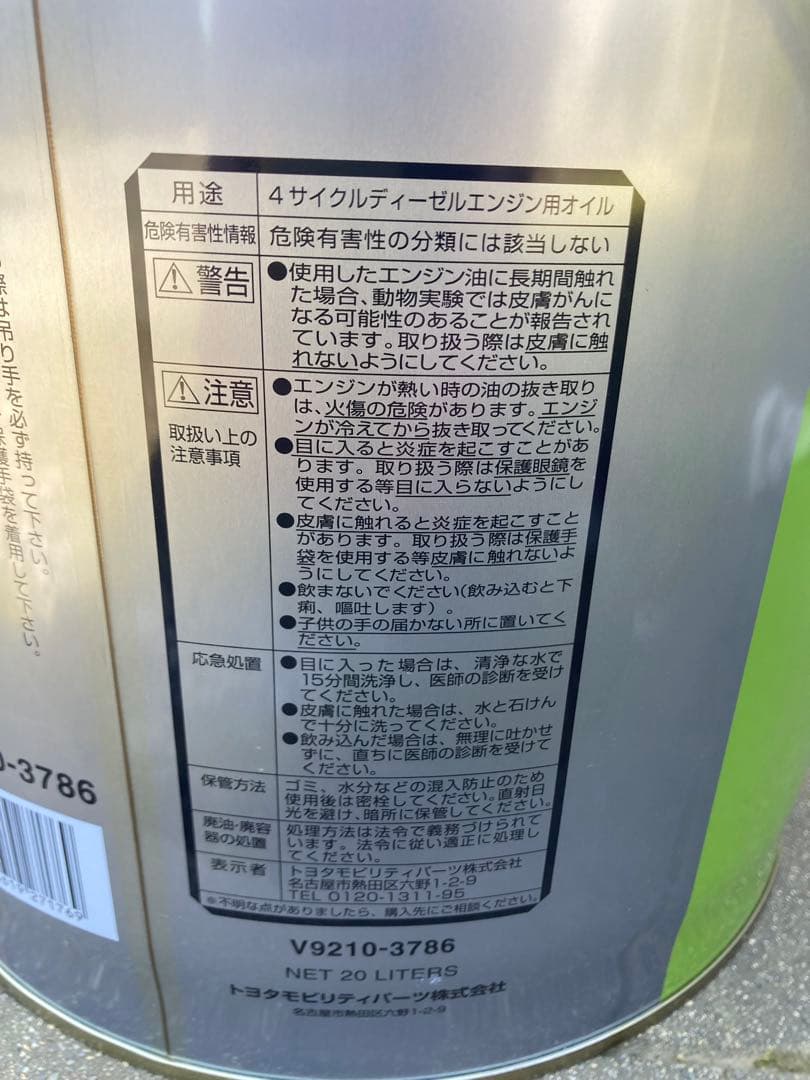 用途 4サイクルディーゼルエンジン用オイル
危険有害性情報 危険有害性の分類には該当しない
警告
●使用したエンジン油に長期間触れ
た場合、動物実験では皮膚がんに
なる可能性のあることが報告され
ています。取り扱う際は皮膚に触
れないようにしてください。
注意
取扱い上の
注意事項
●エンジンが熱い時の油の抜き取り
は、火傷の危険があります。エンジ
ンが冷えてから抜き取ってください。
●目に入ると炎症を起こすことがあ
ります。取り扱う際は保護眼鏡を
使用する等目に入らないようにし
てください。
●皮膚に触れると炎症を起こすこと
があります。取り扱う際は保護手
袋を使用する等皮膚に触れないよ
うにしてください。
●飲まないでください(飲み込むと下
痢、嘔吐します)。
●子供の手の届かない所に置いてく
ださい。
応急処置
●目に入った場合は、清浄な水で
15分間洗浄し、医師の診断を受け
てください。
●皮膚に触れた場合は、水と石けん
で十分に洗ってください。
●飲み込んだ場合は、無理に吐かせ
ずに、直ちに医師の診断を受けて
ください。
保管方法
ゴミ、水分などの混入防止のため
使用後は密栓してください。直射日
光を避け、暗所に保管してください。
廃油・廃容
器の処置
処理方法は法令で義務づけられて
います。法令に従い適正に処理し
てください。
表示者
トヨタモビリティパーツ株式会社
名古屋市熱田区六野1-2-9
TEL 0120-1311-95
※不明な点がありましたら、購入先にご相談ください。
V9210-3786
NET 20 LITERS
トヨタモビリティパーツ株式会社
名古屋市熱田区六野1-2-9
際は吊り手を必ず持って下さい。
保護手袋を着用して下さい。
-3786
271769